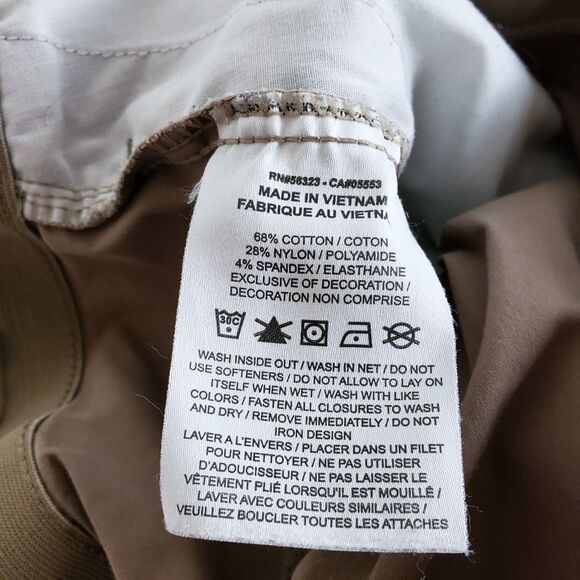 RN#56323 - CA#05553
MADE IN VIETNAM
FABRIQUE AU VIETNA
68% COTTON / COTON
28% NYLON / POLYAMIDE
4% SPANDEX / ELASTHANNE
EXCLUSIVE OF DECORATION /
DECORATION NON COMPRISE
30C
WASH INSIDE OUT / WASH IN NET / DO NOT
USE SOFTENERS / DO NOT ALLOW TO LAY ON
ITSELF WHEN WET / WASH WITH LIKE
COLORS / FASTEN ALL CLOSURES TO WASH
AND DRY / REMOVE IMMEDIATELY / DO NOT
IRON DESIGN
LAVER A L'ENVERS / PLACER DANS UN FILET
POUR NETTOYER / NE PAS UTILISER
D'ADOUCISSEUR / NE PAS LAISSER LE
VÊTEMENT PLIÉ LORSQU'IL EST MOUILLÉ /
LAVER AVEC COULEURS SIMILAIRES /
VEUILLEZ BOUCLER TOUTES LES ATTACHES